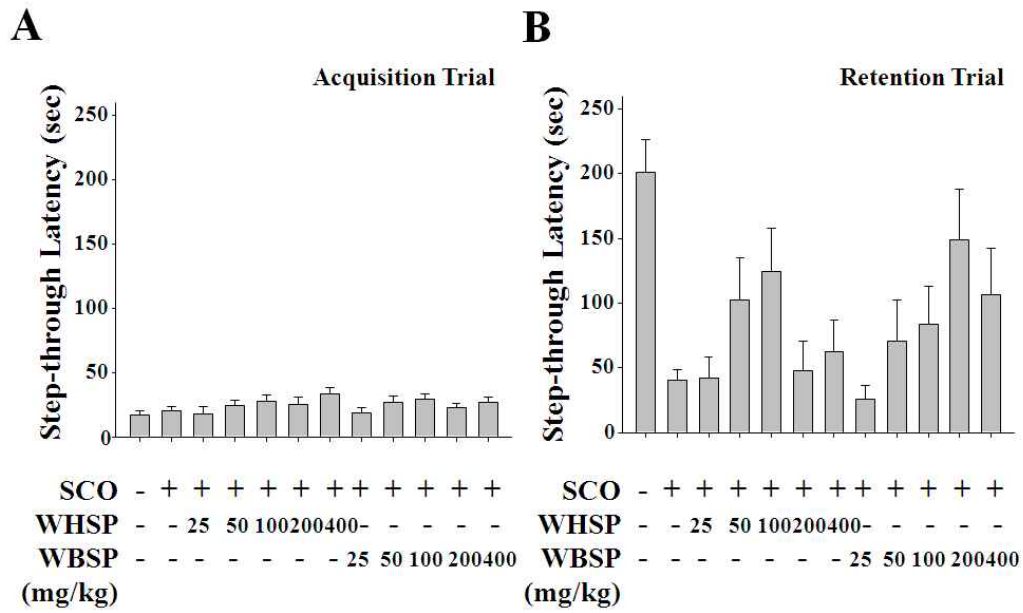 A
B
Acquisition Trial
Retention Trial
Step-through Latency (sec)
250
200
150
100
50
0
Step-through Latency (sec)
250
200
150
100
50
0
SCO - + + + + + + + + + + +
WHSP - - 25 50 100 200 400 - - - - -
WBSP - - - - - - - 25 50 100 200 400
(mg/kg)
SCO - + + + + + + + + + + +
WHSP - - 25 50 100 200 400 - - - - -
WBSP - - - - - - - 25 50 100 200 400
(mg/kg)